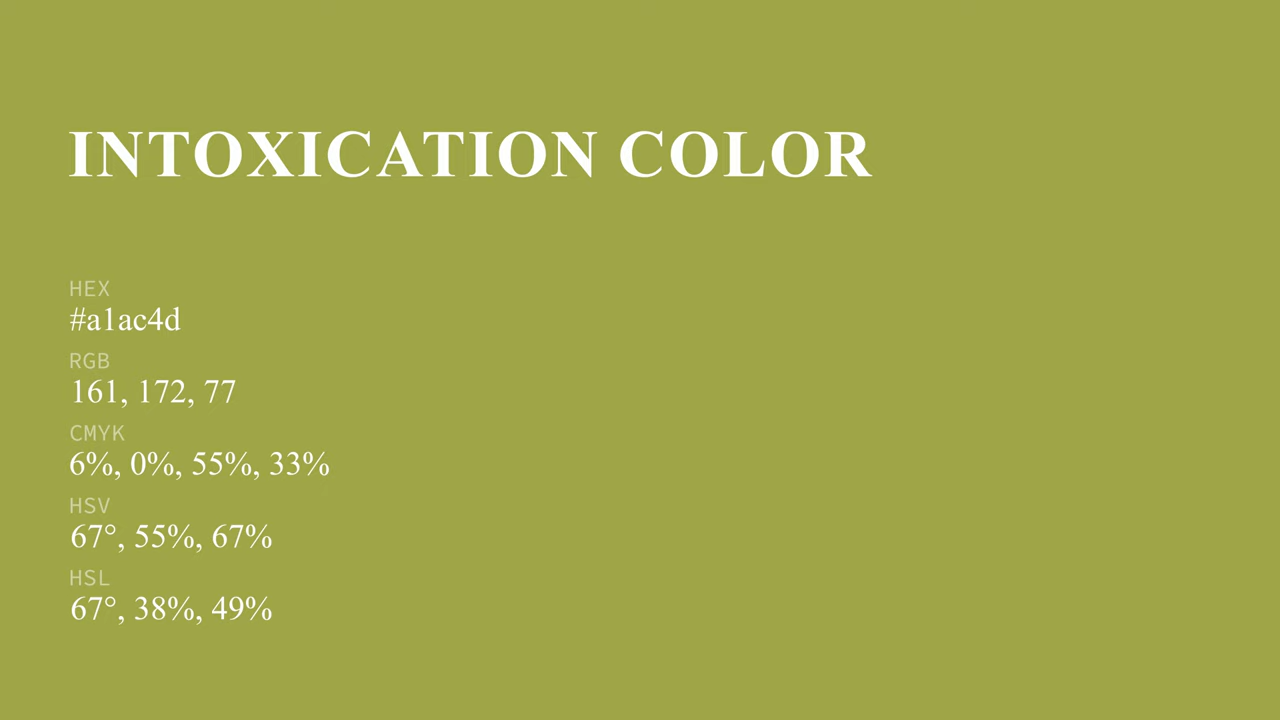 INTOXICATION COLOR
HEX
#a1ac4d
RGB
161, 172, 77
CMYK
6%, 0%, 55%, 33%
HSV
67°, 55%, 67%
HSL
67°, 38%, 49%